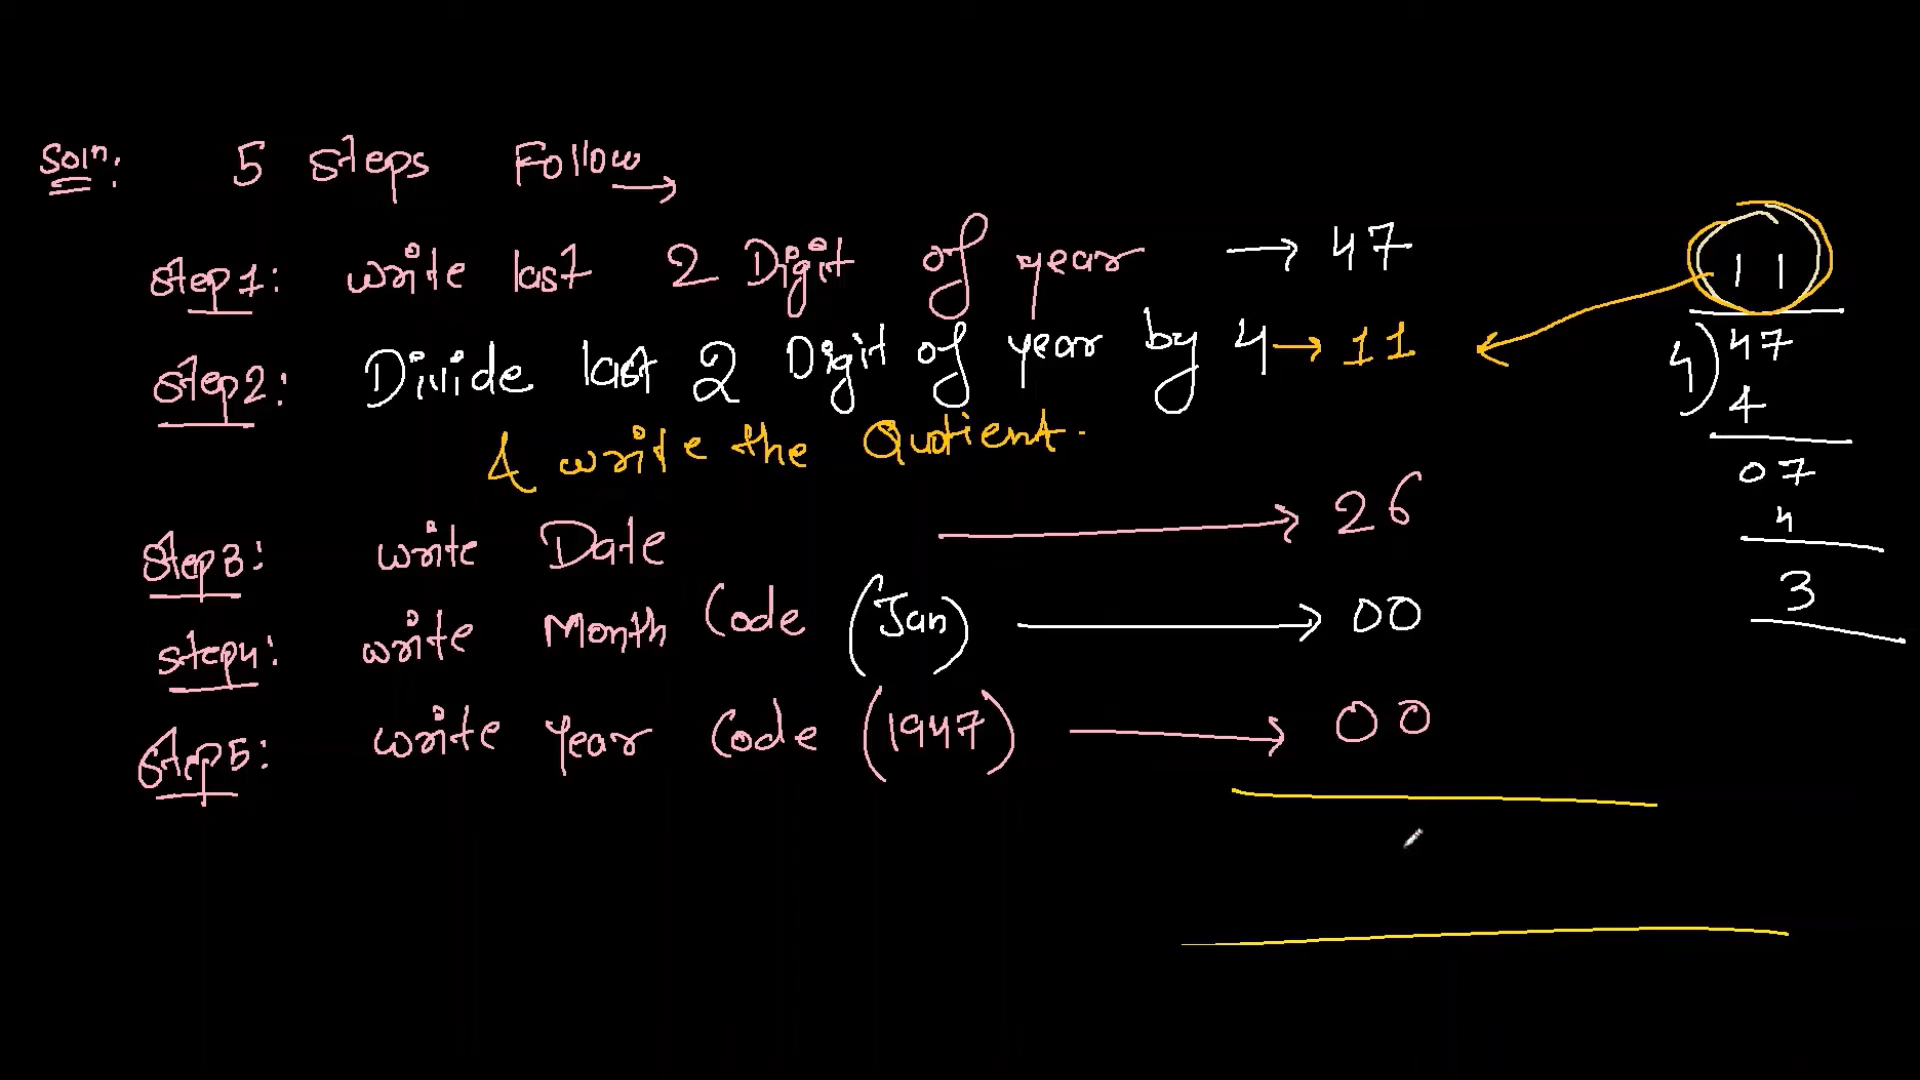 Soln: 5 steps Follow →
Step1: write last 2 Digit of year → 47
Step2: Divide last 2 Digit of year by 4 → 11
& write the Quotient.
Step3: write Date → 26
Step4: write Month Code (Jan) → 00
Step5: write Year Code (1947) → 00
11
4)47
4
07
4
3